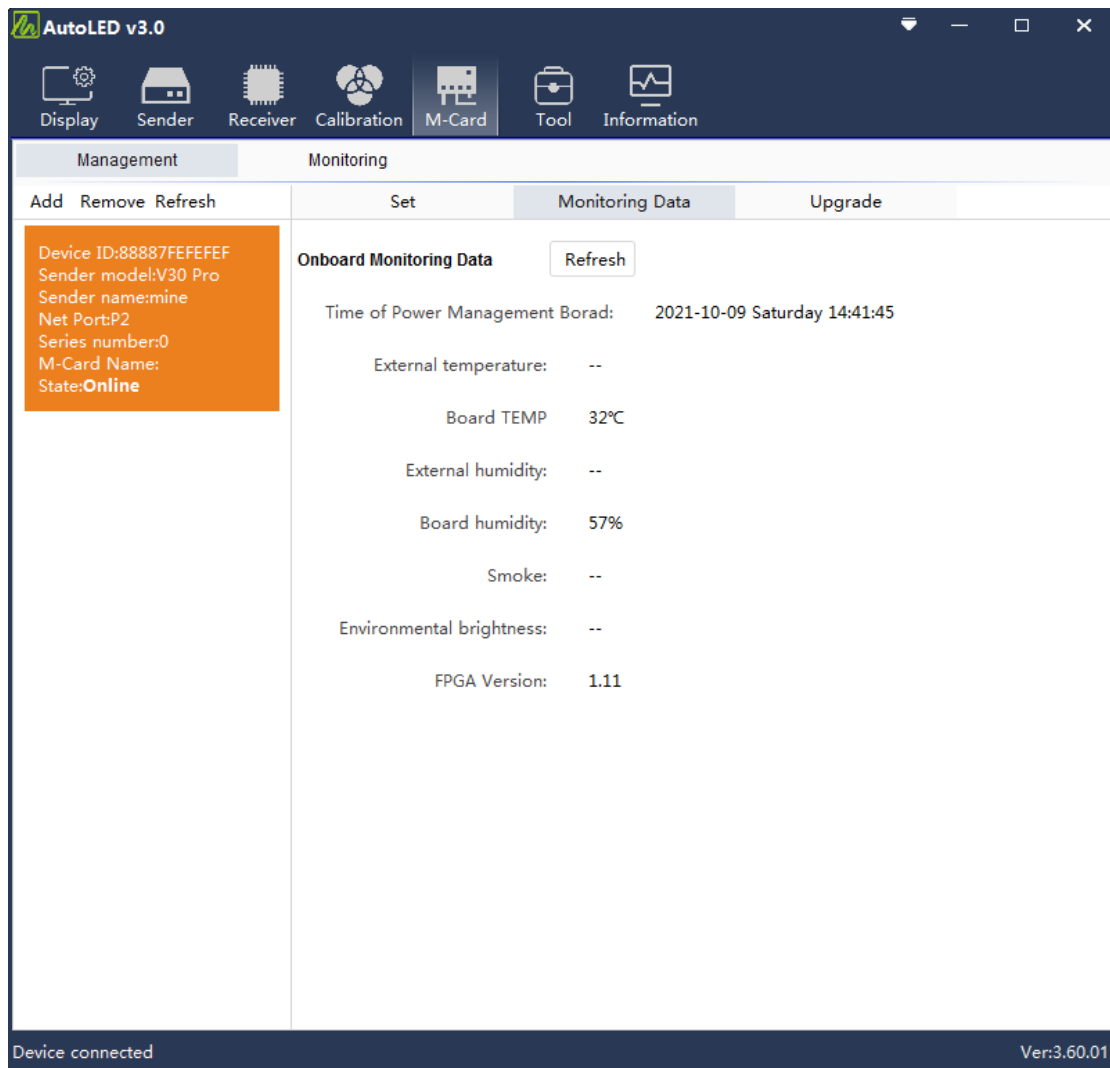 AutoLED v3.0
Display Sender Receiver Calibration M-Card Tool Information
Management Monitoring
Add Remove Refresh Set Monitoring Data Upgrade
Device ID:88887FEFEFEF
Sender model:V30 Pro
Sender name:mine
Net Port:P2
Series number:0
M-Card Name:
State:Online
Onboard Monitoring Data Refresh
Time of Power Management Borad: 2021-10-09 Saturday 14:41:45
External temperature: --
Board TEMP 32℃
External humidity: --
Board humidity: 57%
Smoke: --
Environmental brightness: --
FPGA Version: 1.11
Device connected Ver:3.60.01